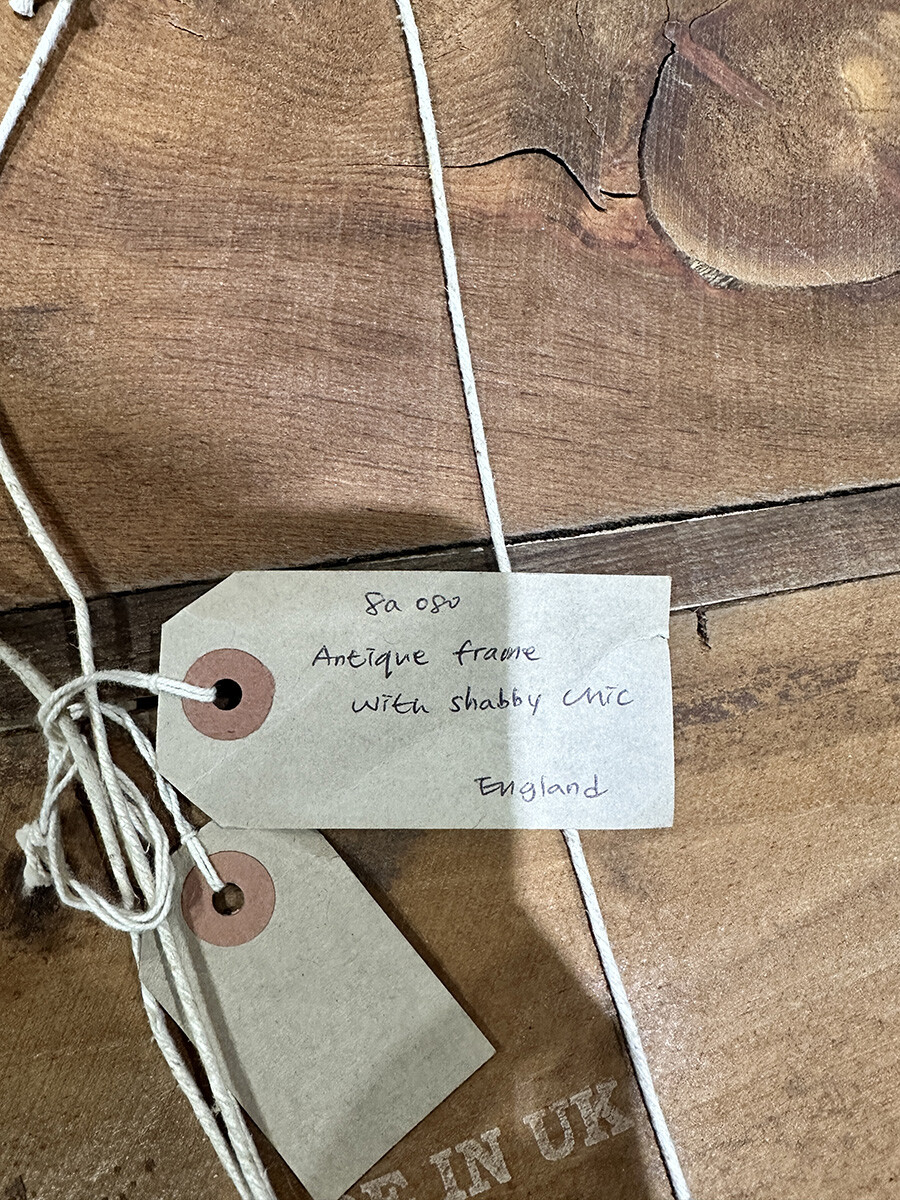 8a 080
Antique frame
with shabby chic
England
E IN UK